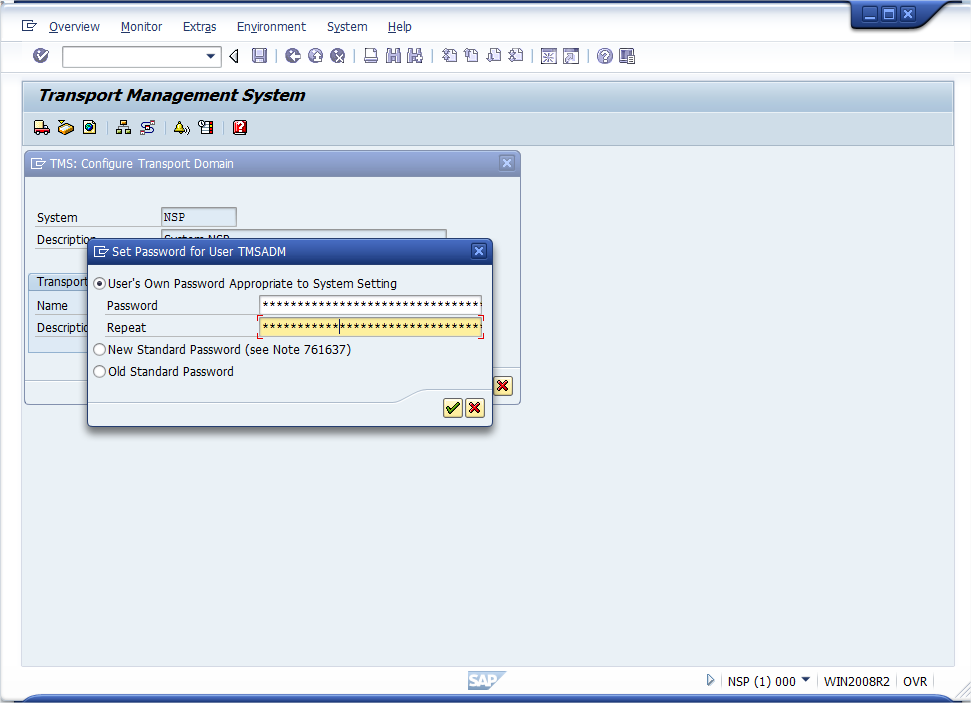 Overview Monitor Extras Environment System Help
Transport Management System
TMS: Configure Transport Domain
System NSP
Description System NSP
Set Password for User TMSADM
Transport
User's Own Password Appropriate to System Setting
Name
Password ********************************
Descriptio
Repeat ********************************
New Standard Password (see Note 761637)
Old Standard Password
SAP
NSP (1) 000 WIN2008R2 OVR